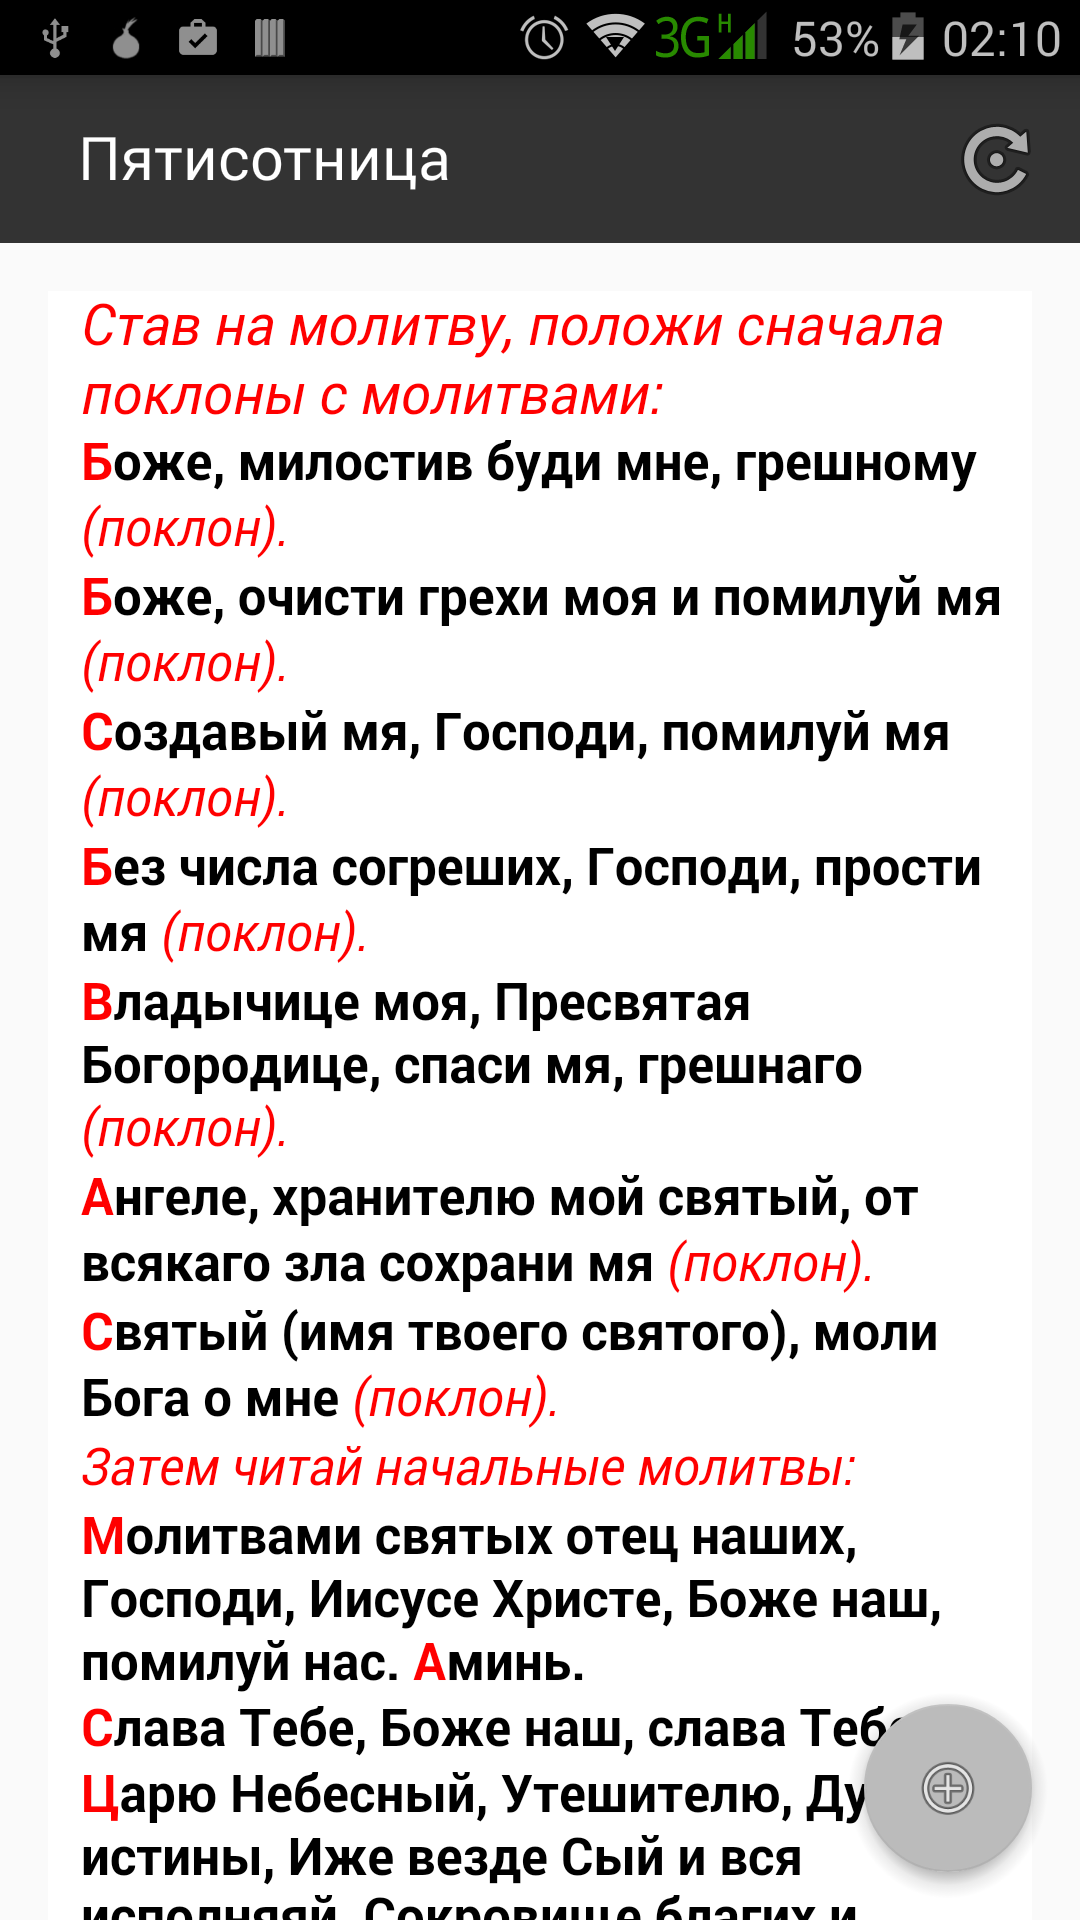 3G H 53% 02:10
Пятисотница
Став на молитву, положи сначала
поклоны с молитвами:
Боже, милостив буди мне, грешному
(поклон).
Боже, очисти грехи моя и помилуй мя
(поклон).
Создавый мя, Господи, помилуй мя
(поклон).
Без числа согреших, Господи, прости
мя (поклон).
Владычице моя, Пресвятая
Богородице, спаси мя, грешнаго
(поклон).
Ангеле, хранителю мой святый, от
всякаго зла сохрани мя (поклон).
Святый (имя твоего святого), моли
Бога о мне (поклон).
Затем читай начальные молитвы:
Молитвами святых отец наших,
Господи, Иисусе Христе, Боже наш,
помилуй нас. Аминь.
Слава Тебе, Боже наш, слава Тебе
Царю Небесный, Утешителю, Ду
истины, Иже везде Сый и вся
исполняяй, Сокровище благих и